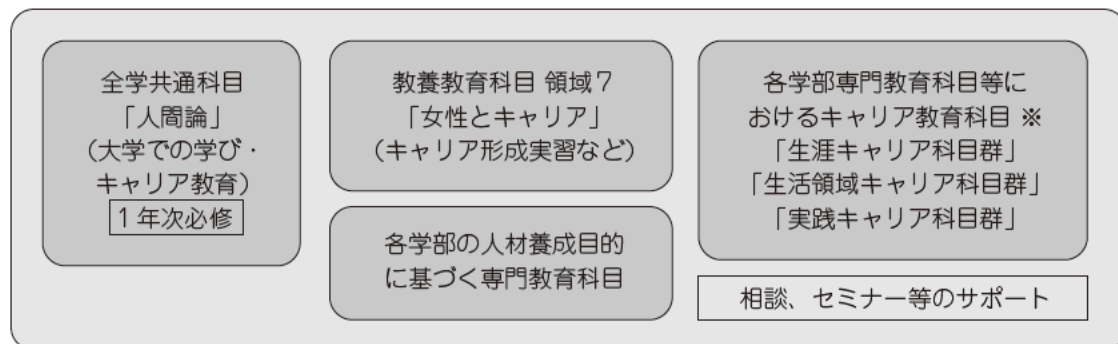 全学共通科目
「人間論」
(大学での学び・
キャリア教育)
1年次必修
教養教育科目 領域7
「女性とキャリア」
(キャリア形成実習など)
各学部の人材養成目的
に基づく専門教育科目
各学部専門教育科目等に
おけるキャリア教育科目 ※
「生涯キャリア科目群」
「生活領域キャリア科目群」
「実践キャリア科目群」
相談、セミナー等のサポート